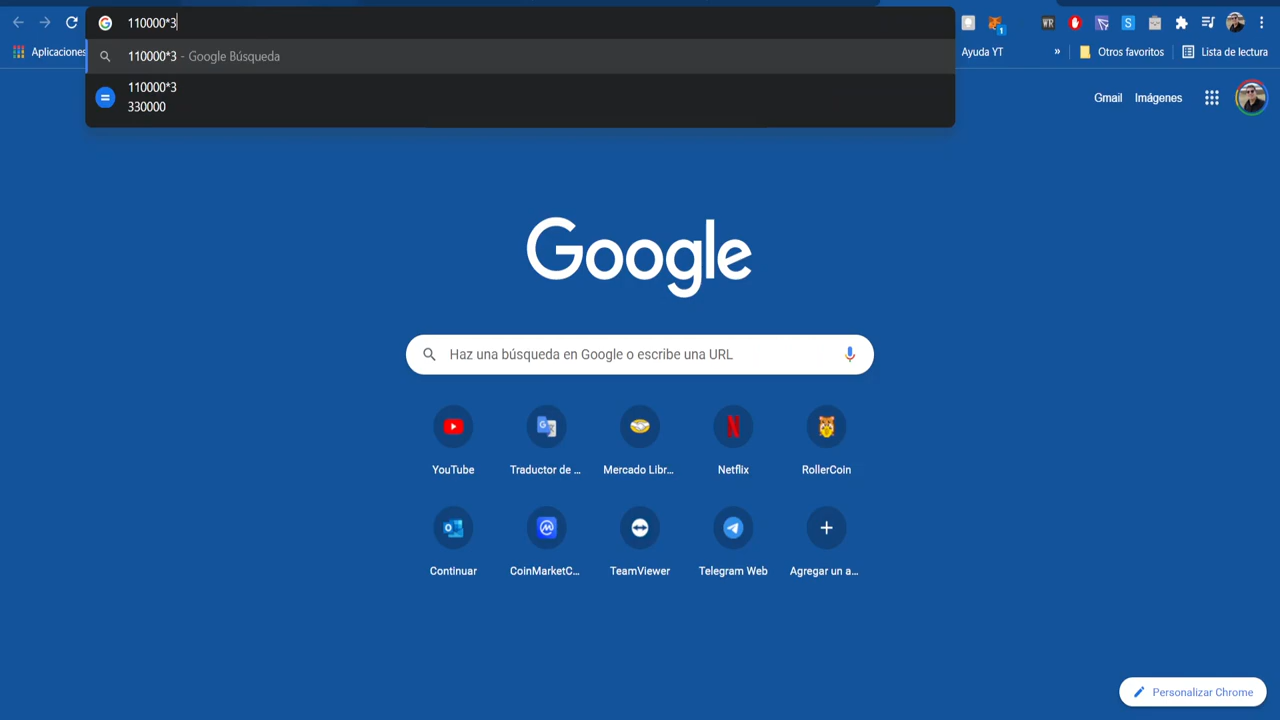 110000*3
110000*3 - Google Búsqueda
110000*3
330000
1
WR
S
Aplicaciones
Ayuda YT
»
Otros favoritos
Lista de lectura
Gmail
Imágenes
Google
Haz una búsqueda en Google o escribe una URL
YouTube
Traductor de ...
Mercado Libr...
Netflix
RollerCoin
Continuar
CoinMarketC...
TeamViewer
Telegram Web
Agregar un a...
Personalizar Chrome